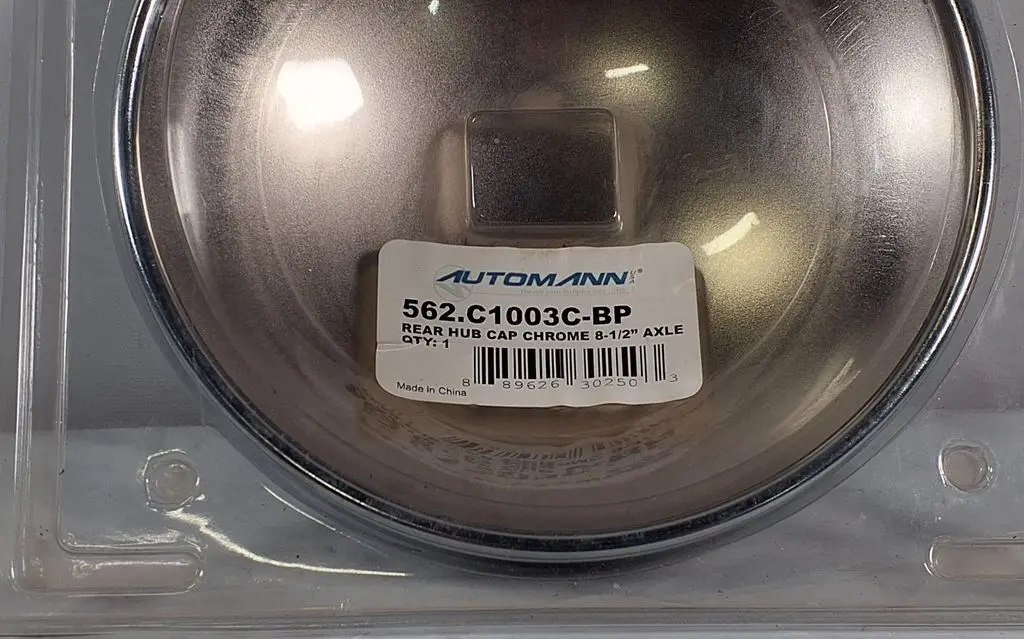 AUTOMANN USA®
562.C1003C-BP
REAR HUB CAP CHROME 8-1/2” AXLE
QTY: 1
8 89626 30250 3
Made in China